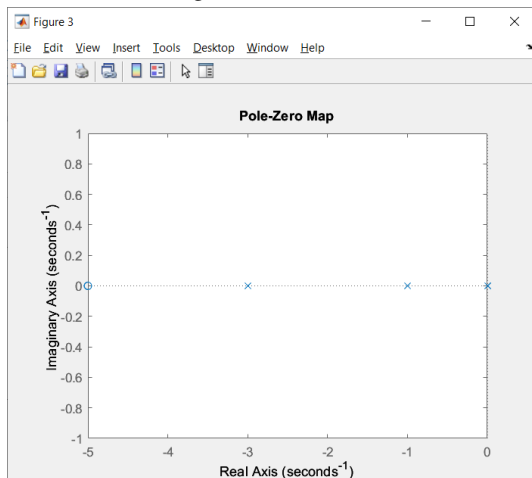 Figure 3
File Edit View Insert Tools Desktop Window Help
Pole-Zero Map
1
0.8
0.6
0.4
0.2
0
-0.2
-0.4
-0.6
-0.8
-1
Imaginary Axis (seconds-1)
-5 -4 -3 -2 -1 0
Real Axis (seconds-1)